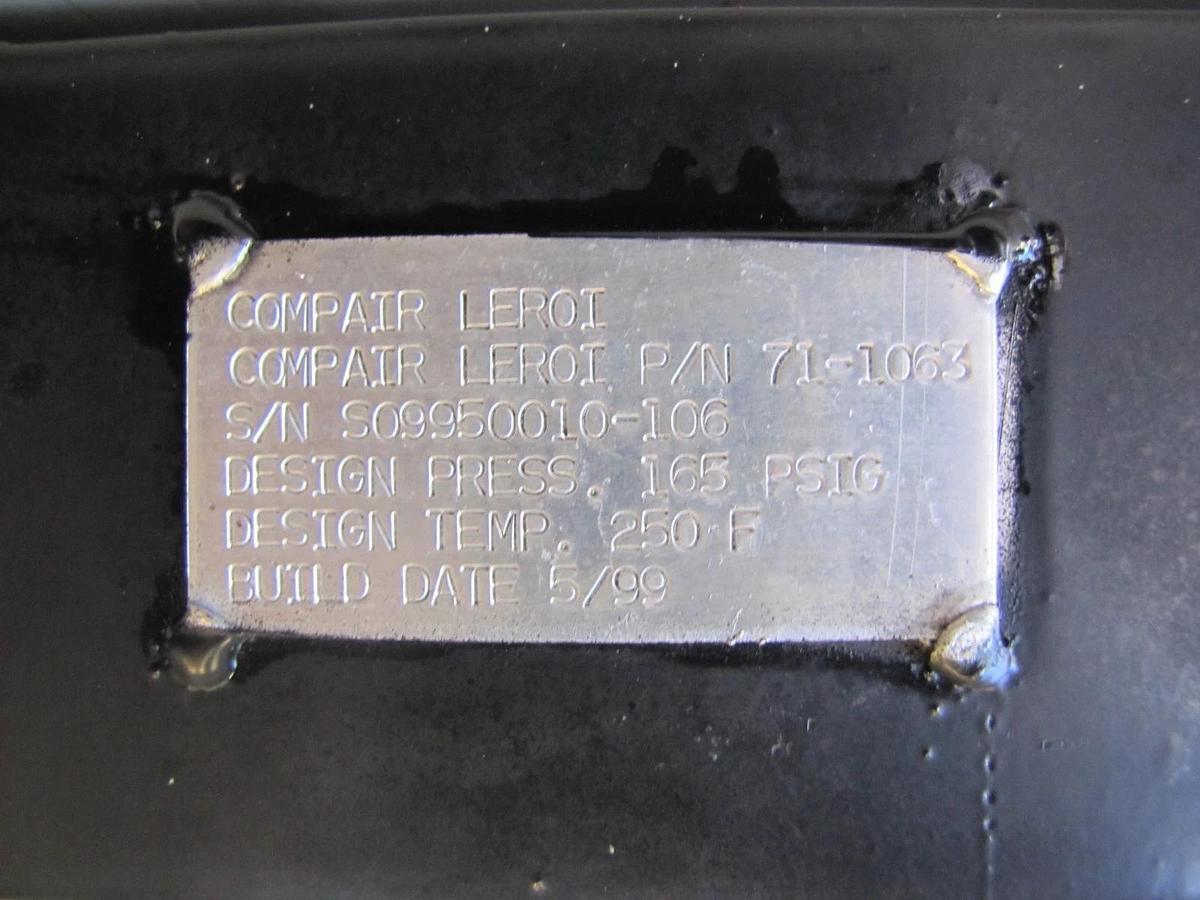 COMPAIR LEROI
COMPAIR LEROI P/N 71-1063
S/N S09950010-106
DESIGN PRESS. 165 PSIG
DESIGN TEMP. 250 F
BUILD DATE 5/99